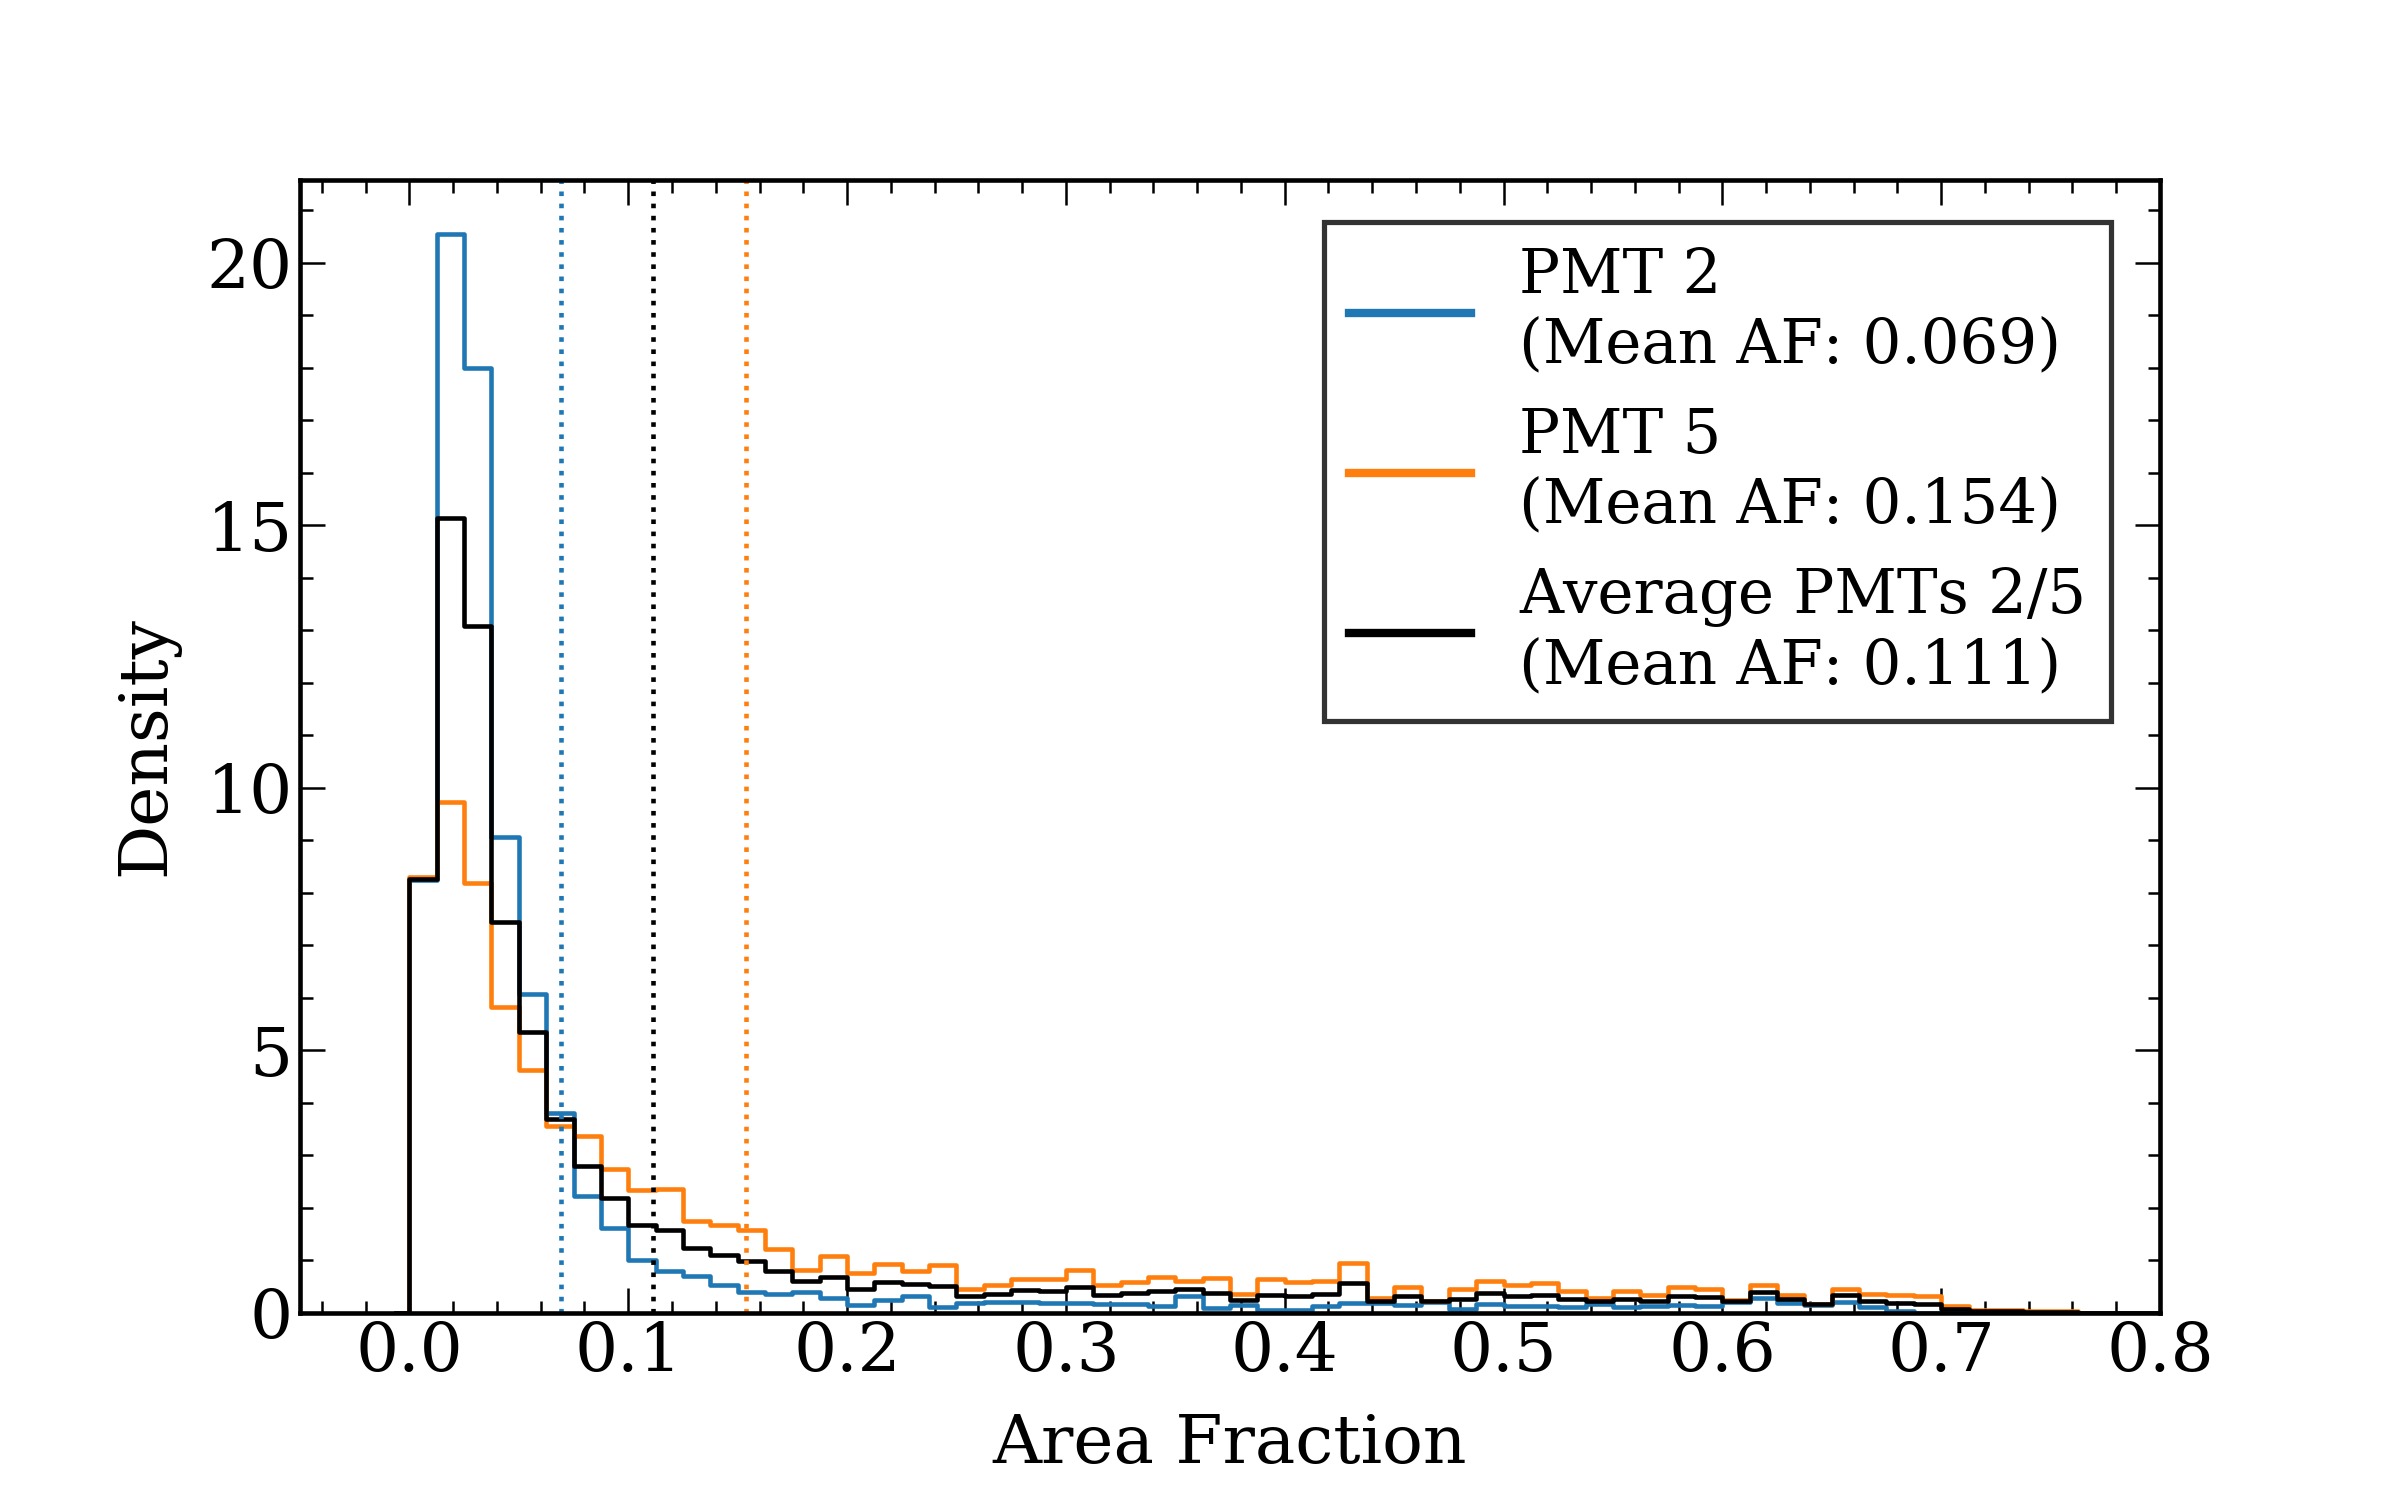 20
15
10
5
0
Density
0.0 0.1 0.2 0.3 0.4 0.5 0.6 0.7 0.8
Area Fraction
PMT 2
(Mean AF: 0.069)
PMT 5
(Mean AF: 0.154)
Average PMTs 2/5
(Mean AF: 0.111)